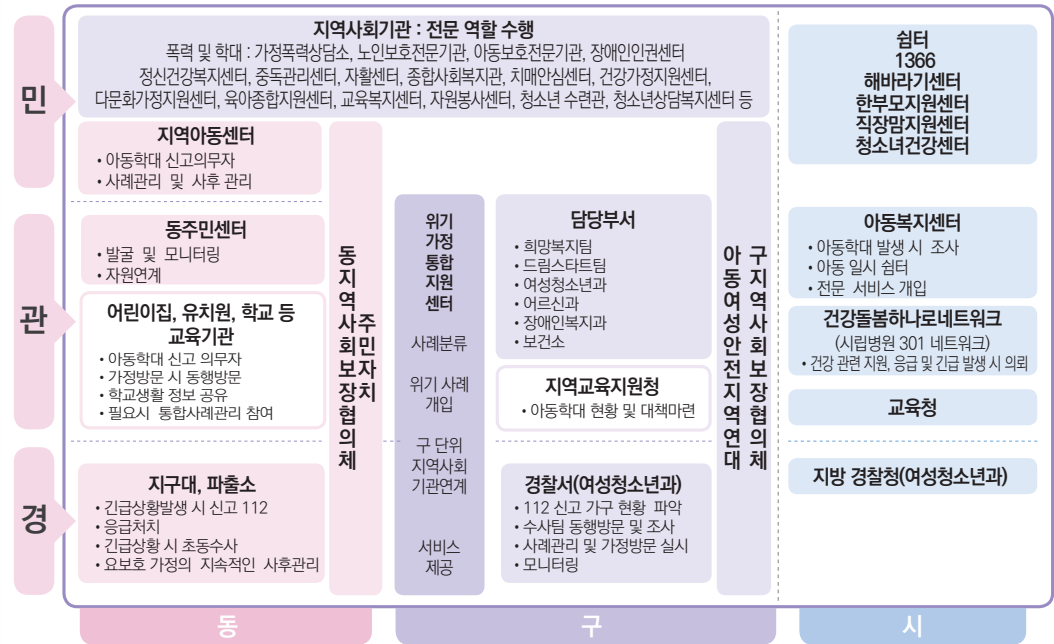 민
지역사회기관 : 전문 역할 수행
폭력 및 학대 : 가정폭력상담소, 노인보호전문기관, 아동보호전문기관, 장애인인권센터
정신건강복지센터, 중독관리센터, 자활센터, 종합사회복지관, 치매안심센터, 건강가정지원센터,
다문화가정지원센터, 육아종합지원센터, 교육복지센터, 자원봉사센터, 청소년 수련관, 청소년상담복지센터 등
지역아동센터
• 아동학대 신고의무자
• 사례관리 및 사후 관리
쉼터
1366
해바라기센터
한부모지원센터
직장맘지원센터
청소녀건강센터
관
동주민센터
• 발굴 및 모니터링
• 자원연계
어린이집, 유치원, 학교 등
교육기관
• 아동학대 신고 의무자
• 가정방문 시 동행방문
• 학교생활 정보 공유
• 필요시 통합사례관리 참여
동지역사회보장협의체
주민자치
위기
가정
통합
지원
센터
사례분류
위기 사례
개입
구 단위
지역사회
기관연계
서비스
제공
담당부서
• 희망복지팀
• 드림스타트팀
• 여성청소년과
• 어르신과
• 장애인복지과
• 보건소
지역교육지원청
• 아동학대 현황 및 대책마련
아동여성안전지역연대
구지역사회보장협의체
아동복지센터
• 아동학대 발생 시 조사
• 아동 일시 쉼터
• 전문 서비스 개입
건강돌봄하나로네트워크
(시립병원 301 네트워크)
• 건강 관련 지원, 응급 및 긴급 발생 시 의뢰
교육청
경
지구대, 파출소
• 긴급상황발생 시 신고 112
• 응급처치
• 긴급상황 시 초동수사
• 요보호 가정의 지속적인 사후관리
경찰서(여성청소년과)
• 112 신고 가구 현황 파악
• 수사팀 동행방문 및 조사
• 사례관리 및 가정방문 실시
• 모니터링
지방 경찰청(여성청소년과)
동
구
시